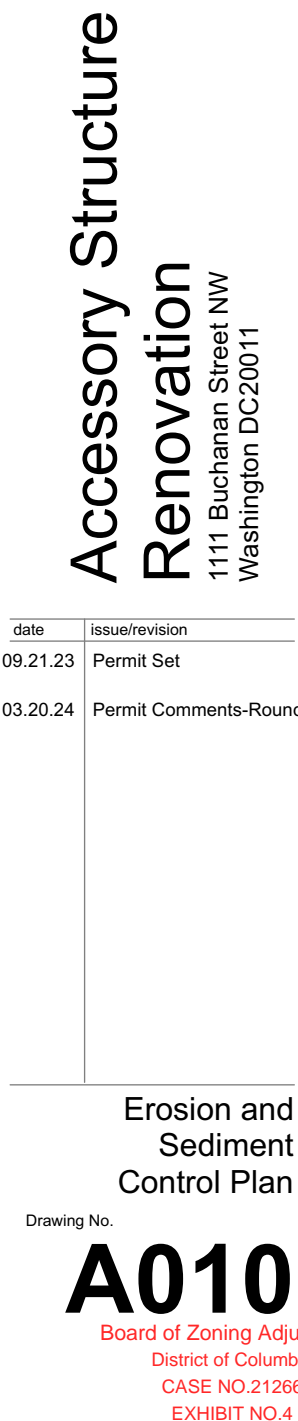 Accessory Structure
Renovation
1111 Buchanan Street NW
Washington DC20011
date issue/revision
09.21.23 Permit Set
03.20.24 Permit Comments-Round
Erosion and
Sediment
Control Plan
Drawing No.
A010
Board of Zoning Adju
District of Columb
CASE NO.21266
EXHIBIT NO.4